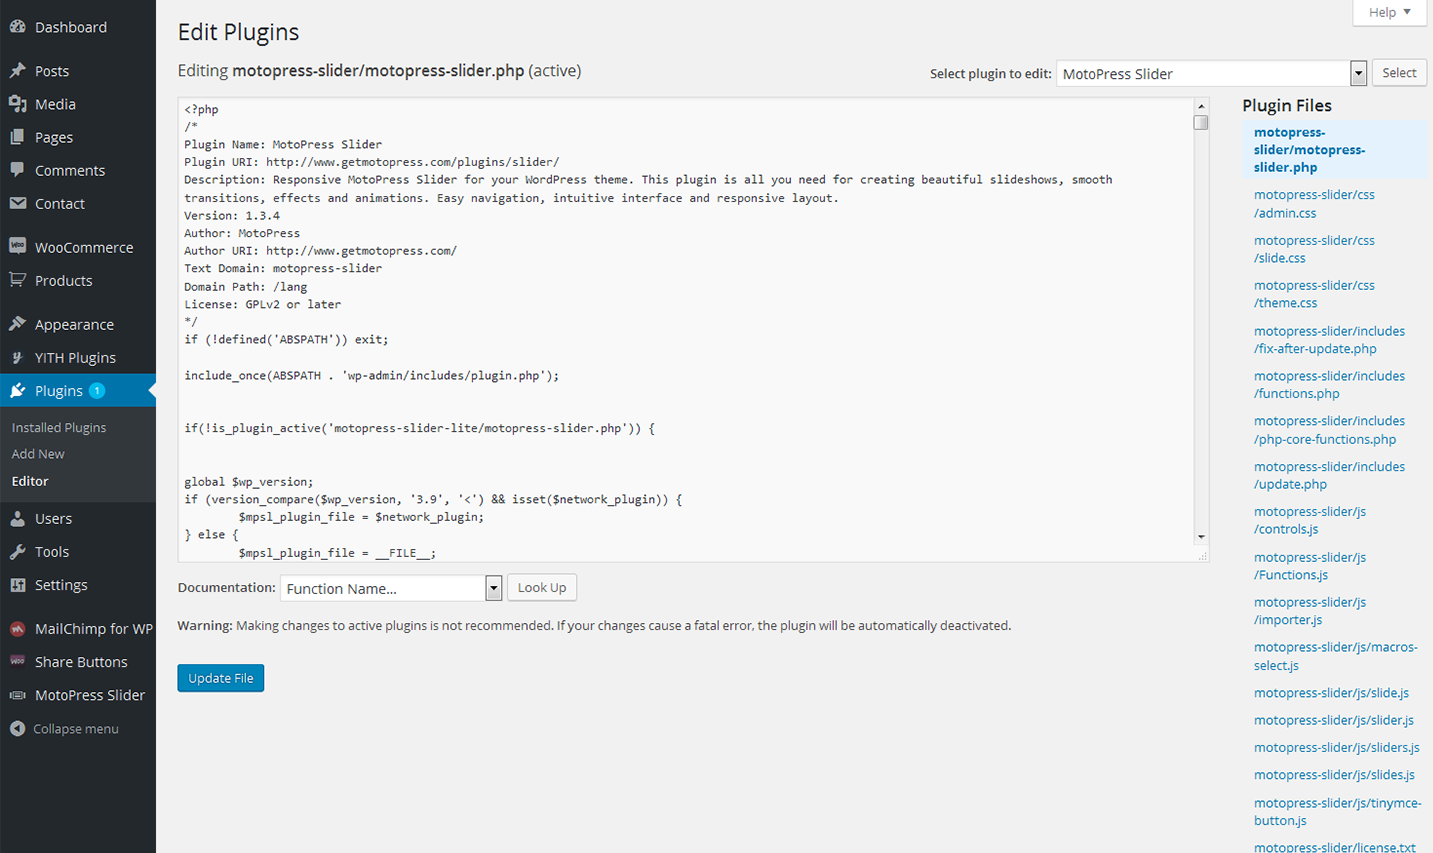 Dashboard
Posts
Media
Pages
Comments
Contact
WooCommerce
Products
Appearance
YITH Plugins
Plugins 1
Installed Plugins
Add New
Editor
Users
Tools
Settings
MailChimp for WP
Share Buttons
MotoPress Slider
Collapse menu
Help
Edit Plugins
Editing motopress-slider/motopress-slider.php (active)
Select plugin to edit: MotoPress Slider Select
<?php
/*
Plugin Name: MotoPress Slider
Plugin URI: http://www.getmotopress.com/plugins/slider/
Description: Responsive MotoPress Slider for your WordPress theme. This plugin is all you need for creating beautiful slideshows, smooth
transitions, effects and animations. Easy navigation, intuitive interface and responsive layout.
Version: 1.3.4
Author: MotoPress
Author URI: http://www.getmotopress.com/
Text Domain: motopress-slider
Domain Path: /lang
License: GPLv2 or later
*/
if (!defined('ABSPATH')) exit;
include_once(ABSPATH . 'wp-admin/includes/plugin.php');
if(!is_plugin_active('motopress-slider-lite/motopress-slider.php')) {
global $wp_version;
if (version_compare($wp_version, '3.9', '<') && isset($network_plugin)) {
$mpsl_plugin_file = $network_plugin;
} else {
$mpsl_plugin_file = __FILE__;
Documentation: Function Name... Look Up
Warning: Making changes to active plugins is not recommended. If your changes cause a fatal error, the plugin will be automatically deactivated.
Update File
Plugin Files
motopress-
slider/motopress-
slider.php
motopress-slider/css
/admin.css
motopress-slider/css
/slide.css
motopress-slider/css
/theme.css
motopress-slider/includes
/fix-after-update.php
motopress-slider/includes
/functions.php
motopress-slider/includes
/php-core-functions.php
motopress-slider/includes
/update.php
motopress-slider/js
/controls.js
motopress-slider/js
/Functions.js
motopress-slider/js
/importer.js
motopress-slider/js/macros-
select.js
motopress-slider/js/slide.js
motopress-slider/js/slider.js
motopress-slider/js/sliders.js
motopress-slider/js/slides.js
motopress-slider/js/tinymce-
button.js
motopress-slider/license.txt